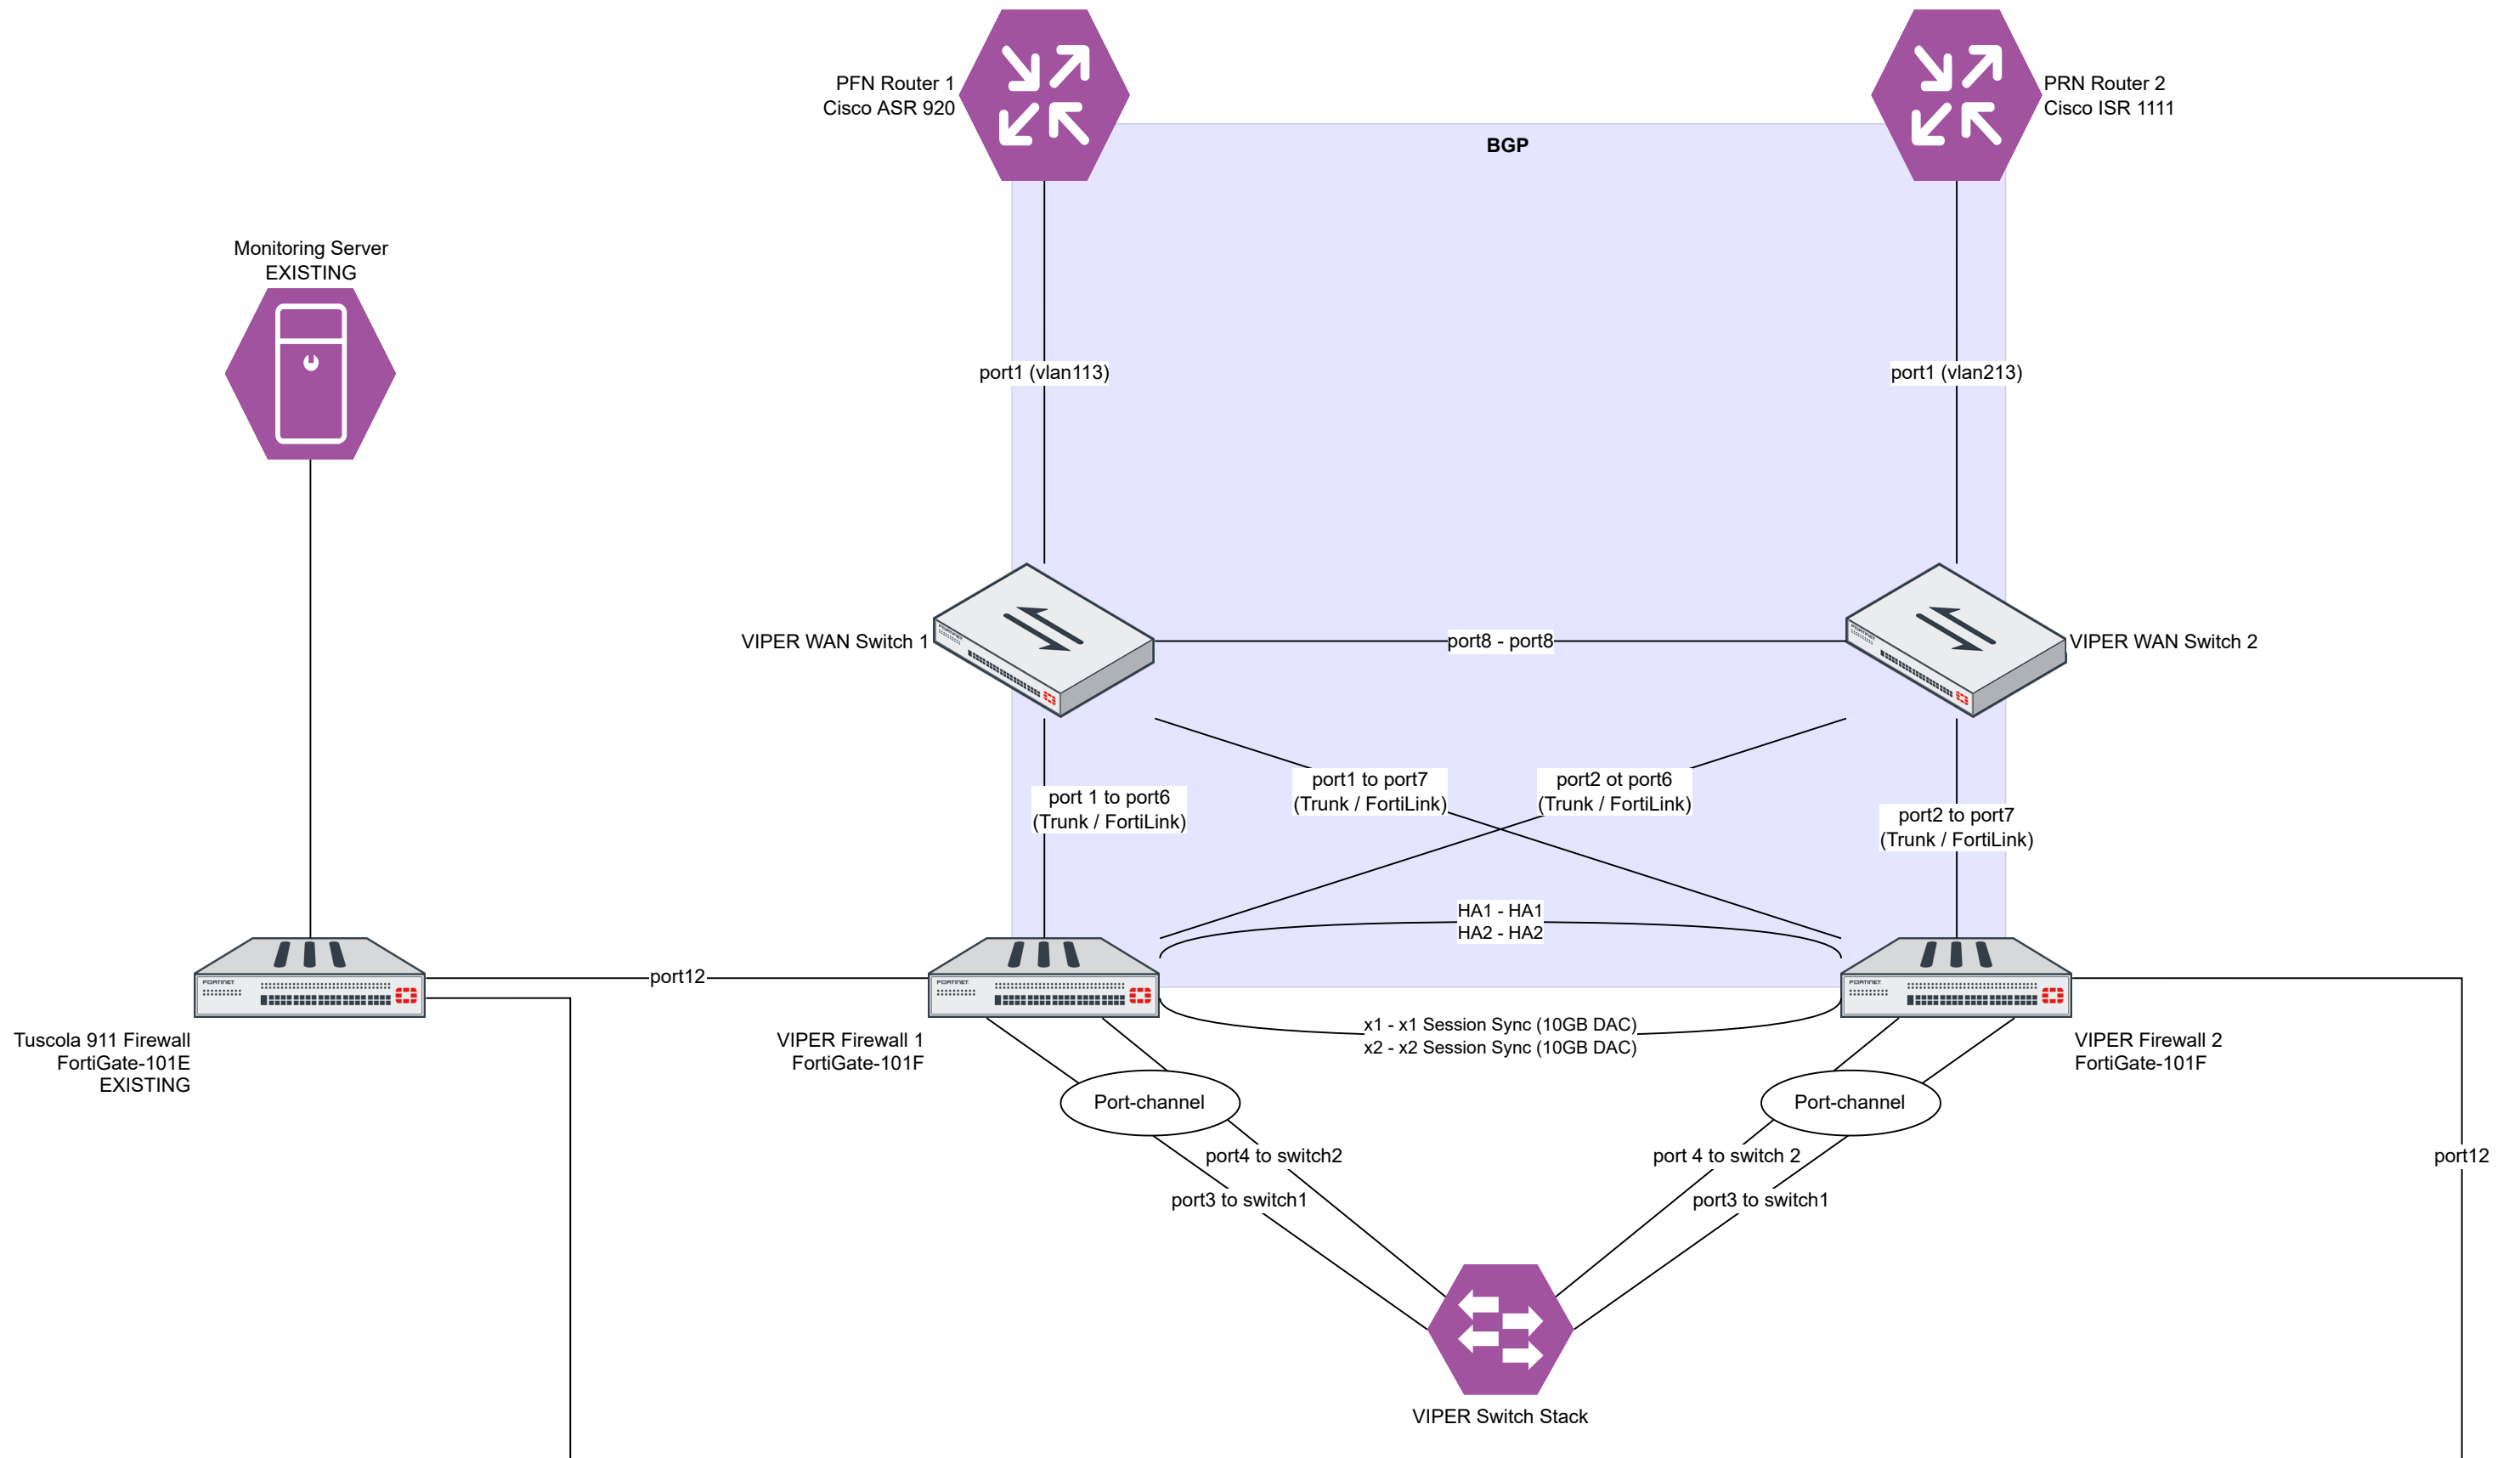 PFN Router 1
Cisco ASR 920
PRN Router 2
Cisco ISR 1111
BGP
Monitoring Server
EXISTING
port1 (vlan113)
port1 (vlan213)
VIPER WAN Switch 1
port8 - port8
VIPER WAN Switch 2
port 1 to port6
(Trunk / FortiLink)
port1 to port7
(Trunk / FortiLink)
port2 ot port6
(Trunk / FortiLink)
port2 to port7
(Trunk / FortiLink)
HA1 - HA1
HA2 - HA2
port12
FORTINET
FORTINET
FORTINET
x1 - x1 Session Sync (10GB DAC)
x2 - x2 Session Sync (10GB DAC)
Tuscola 911 Firewall
FortiGate-101E
EXISTING
VIPER Firewall 1
FortiGate-101F
VIPER Firewall 2
FortiGate-101F
Port-channel
Port-channel
port4 to switch2
port3 to switch1
port 4 to switch 2
port3 to switch1
port12
VIPER Switch Stack